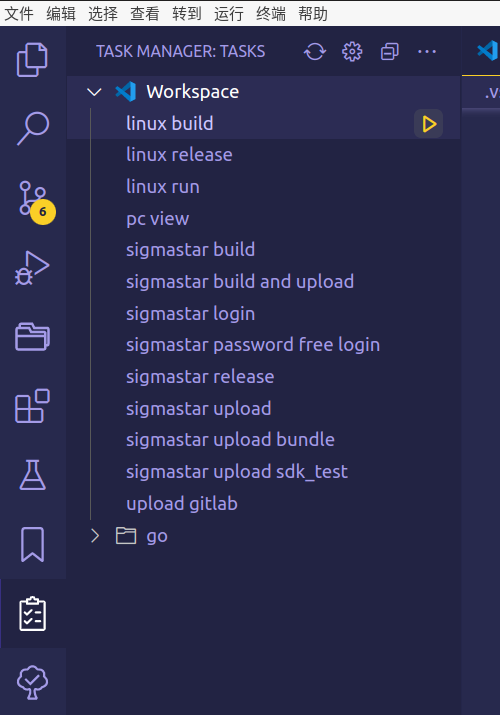 文件 编辑 选择 查看 转到 运行 终端 帮助
TASK MANAGER: TASKS
Workspace
.v
linux build
linux release
linux run
pc view
6
sigmastar build
sigmastar build and upload
sigmastar login
sigmastar password free login
sigmastar release
sigmastar upload
sigmastar upload bundle
sigmastar upload sdk_test
upload gitlab
go